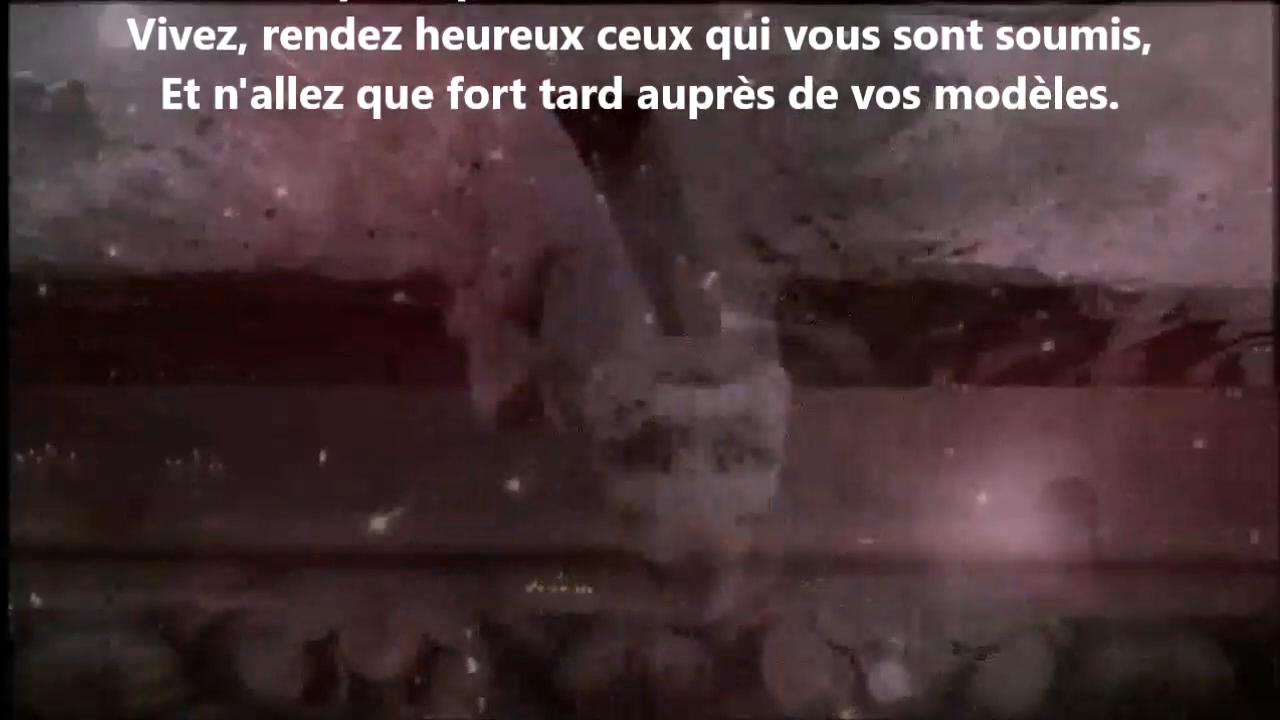 Vivez, rendez heureux ceux qui vous sont soumis,
Et n'allez que fort tard auprès de vos modèles.